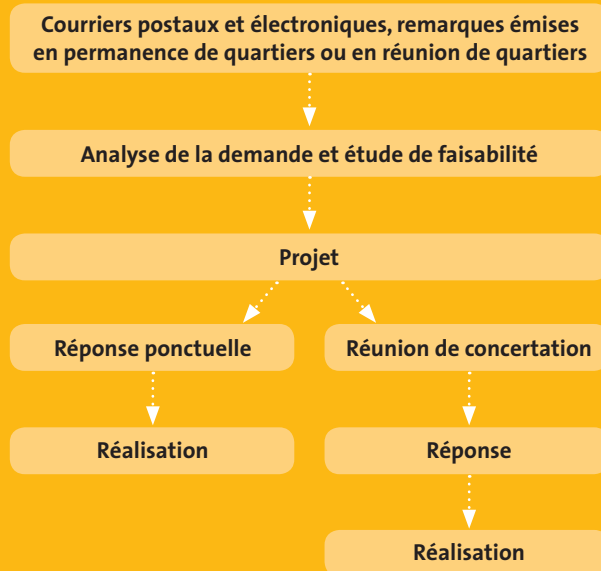 Courriers postaux et électroniques, remarques émises
en permanence de quartiers ou en réunion de quartiers
Analyse de la demande et étude de faisabilité
Projet
Réponse ponctuelle
Réunion de concertation
Réalisation
Réponse
Réalisation